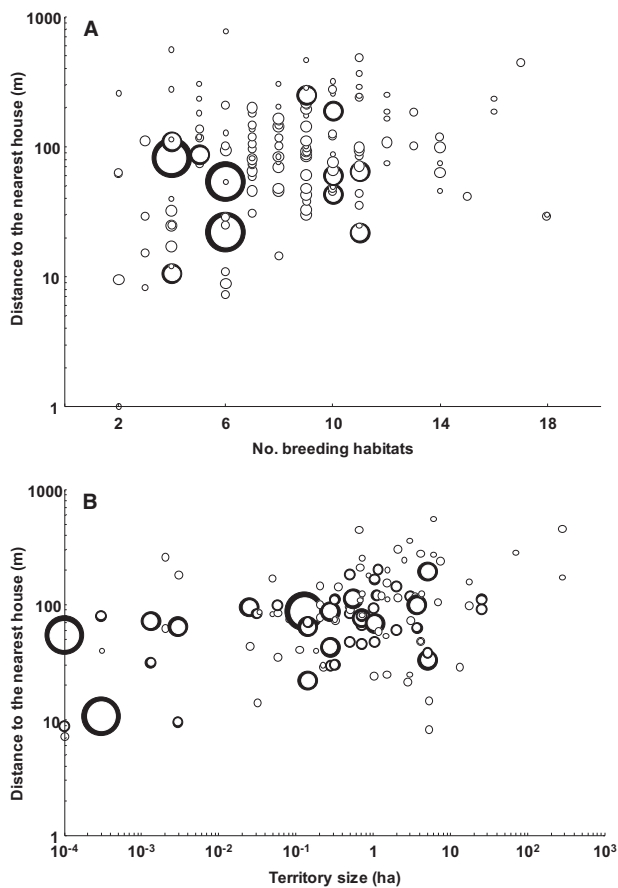 A
1000
100
10
1
Distance to the nearest house (m)
2 6 10 14 18
No. breeding habitats
B
1000
100
10
1
Distance to the nearest house (m)
10⁻⁴ 10⁻³ 10⁻² 10⁻¹ 1 10 10² 10³
Territory size (ha)